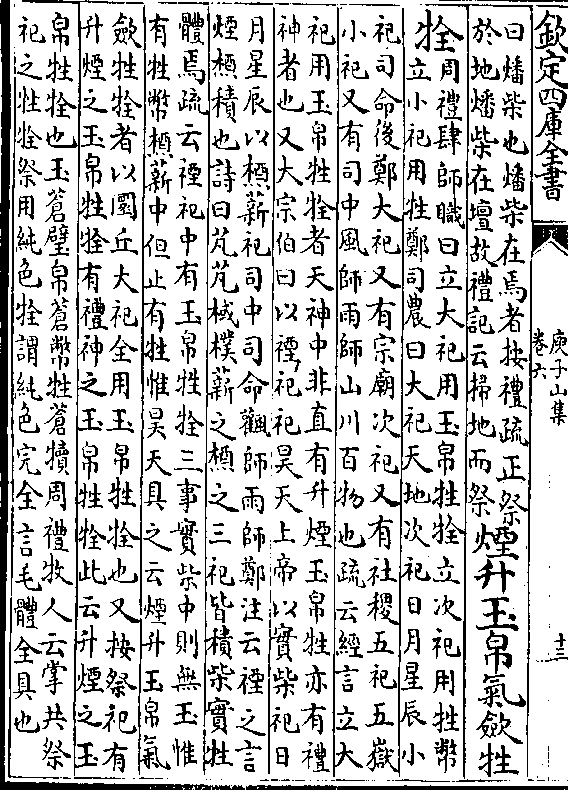 欽定四庫全書
庾子山集
卷六
十三
曰燔柴也燔柴在焉者按禮疏正祭
於地燔柴在壇故禮記云掃地而祭
煙升玉帛氣歛牲
牷
周禮肆師職曰立大祀用玉帛牲牷立次祀用牲幣
立小祀用牲鄭司農曰大祀天地次祀日月星辰小
祀司命後鄭大祀又有宗廟次祀又有社稷五祀五嶽
小祀又有司中風師雨師山川百物也疏云經言立大
祀用玉帛牲牷者天神中非直有升煙玉帛牲亦有禮
神者也又大宗伯曰以禋祀祀昊天上帝以實柴祀日
月星辰以槱薪祀司中司命飌師雨師鄭注云禋之言
煙槱積也詩曰芃芃棫樸薪之槱之三祀皆積柴實牲
體焉疏云禋祀中有玉帛牲牷三事實柴中則無玉惟
有牲幣槱薪中但止有牲惟昊天具之云煙升玉帛氣
歛牲牷者以圜丘大祀全用玉帛牲牷也又按祭祀有
升煙之玉帛牲牷有禮神之玉帛牲牷此云升煙之玉
帛牲牷也玉蒼璧帛蒼幣牲蒼犢周禮牧人云掌共祭
祀之牲牷祭用純色牷謂純色完全言毛體全具也